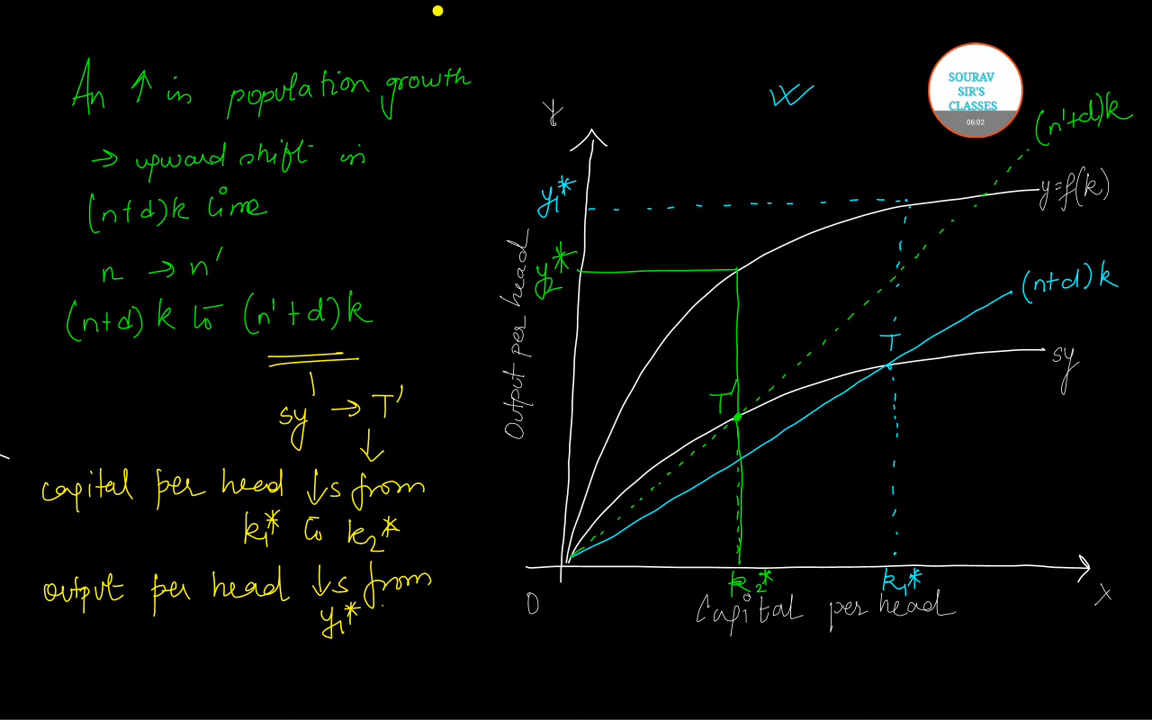 An ↑ in population growth
→ upward shift in
(n+d)k line
n → n'
(n+d)k to (n'+d)k
sy → T'
↓
capital per head ↓s from
k₁* to k₂*
output per head ↓s from
y₁*
SOURAV
SIR'S
CLASSES
06:02
Y
(n'+d)k
y₁*
y=f(k)
y₂*
Output per head
(n+d)k
T
sy
T'
O
k₂*
k₁*
X
Capital per head